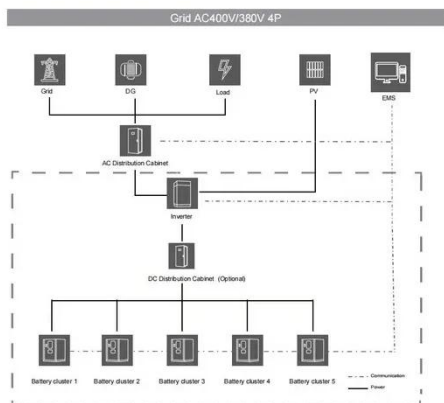 Grid AC400V/380V 4P
Grid
DG
Load
PV
EMS
AC Distribution Cabinet
Inverter
DC Distribution Cabinet (Optional)
Battery cluster 1
Battery cluster 2
Battery cluster 3
Battery cluster 4
Battery cluster 5
Communication
Power